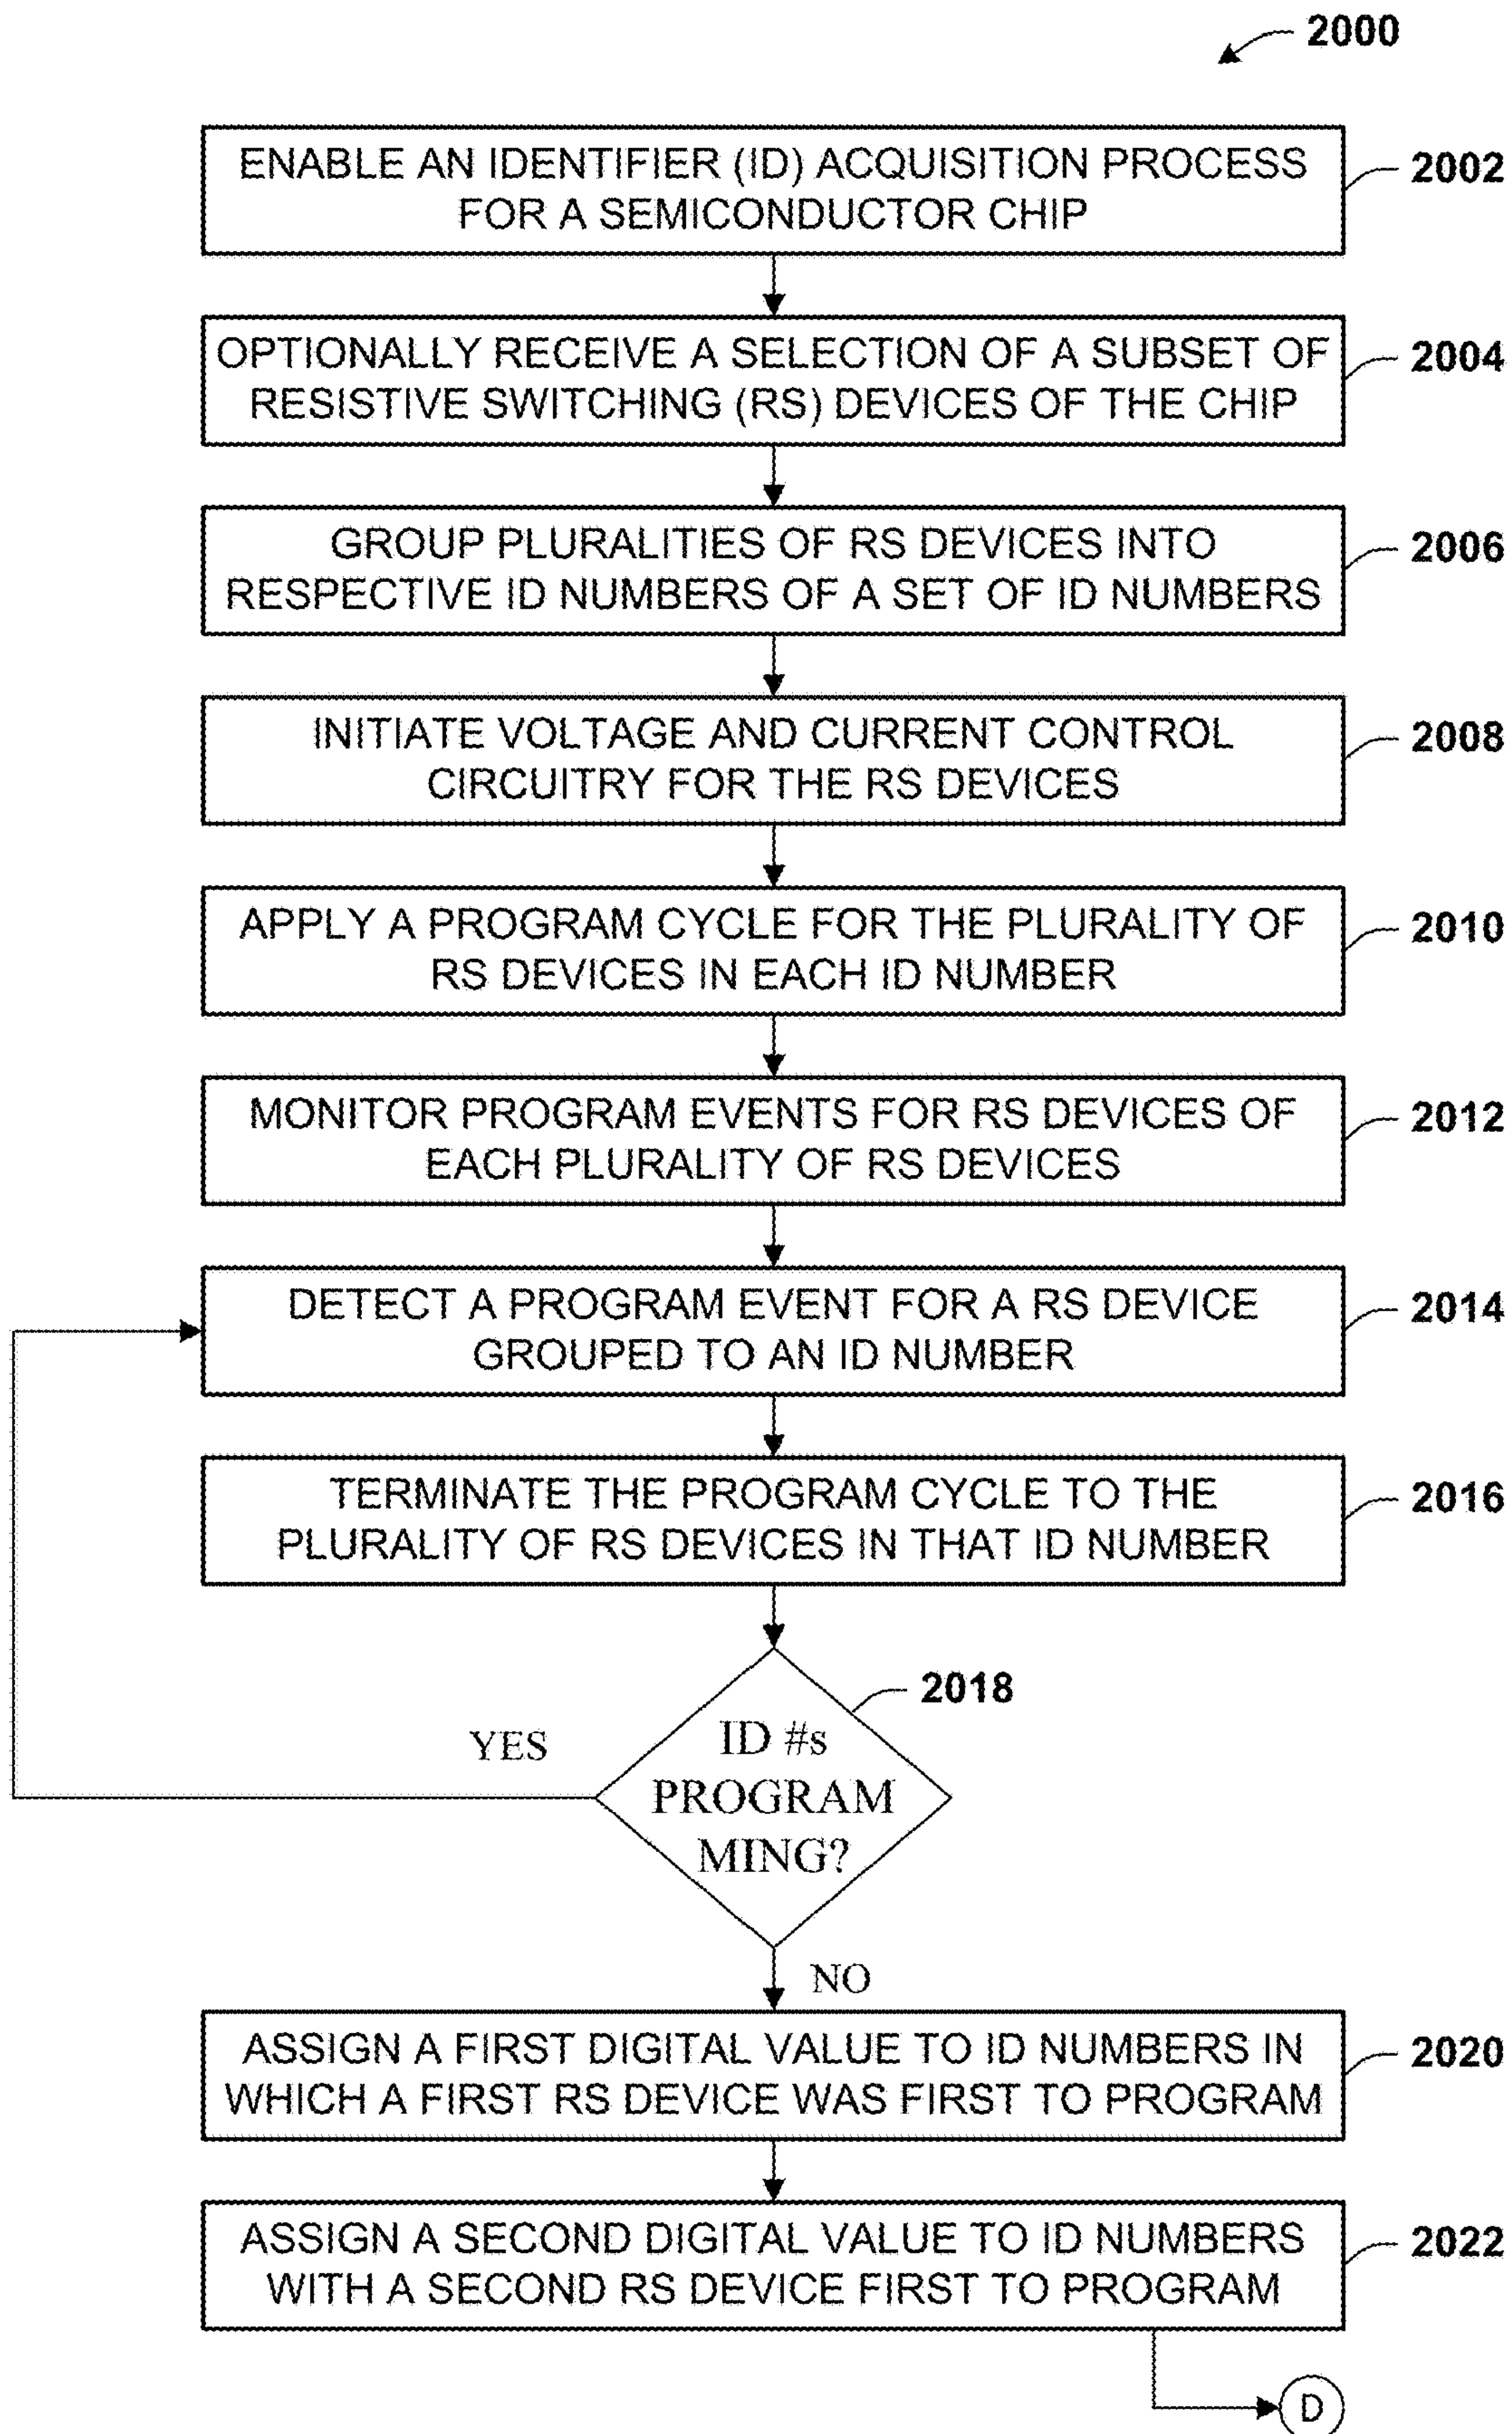 2000
ENABLE AN IDENTIFIER (ID) ACQUISITION PROCESS
FOR A SEMICONDUCTOR CHIP
2002
OPTIONALLY RECEIVE A SELECTION OF A SUBSET OF
RESISTIVE SWITCHING (RS) DEVICES OF THE CHIP
2004
GROUP PLURALITIES OF RS DEVICES INTO
RESPECTIVE ID NUMBERS OF A SET OF ID NUMBERS
2006
INITIATE VOLTAGE AND CURRENT CONTROL
CIRCUITRY FOR THE RS DEVICES
2008
APPLY A PROGRAM CYCLE FOR THE PLURALITY OF
RS DEVICES IN EACH ID NUMBER
2010
MONITOR PROGRAM EVENTS FOR RS DEVICES OF
EACH PLURALITY OF RS DEVICES
2012
DETECT A PROGRAM EVENT FOR A RS DEVICE
GROUPED TO AN ID NUMBER
2014
TERMINATE THE PROGRAM CYCLE TO THE
PLURALITY OF RS DEVICES IN THAT ID NUMBER
2016
2018
YES
ID #s
PROGRAM
MING?
NO
ASSIGN A FIRST DIGITAL VALUE TO ID NUMBERS IN
WHICH A FIRST RS DEVICE WAS FIRST TO PROGRAM
2020
ASSIGN A SECOND DIGITAL VALUE TO ID NUMBERS
WITH A SECOND RS DEVICE FIRST TO PROGRAM
2022
D